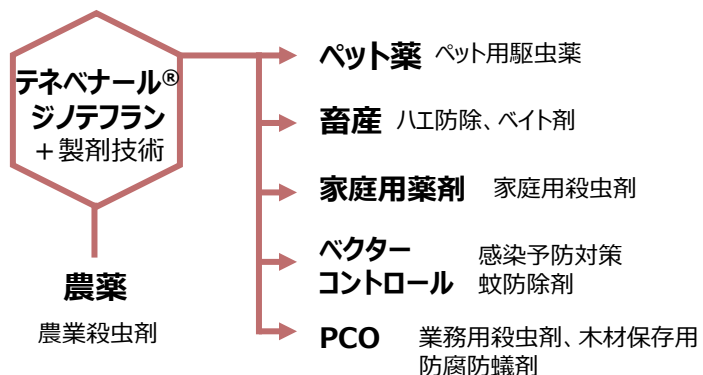 テネベナール®
ジノテフラン
＋製剤技術
農薬
農業殺虫剤
ペット薬 ペット用駆虫薬
畜産 ハエ防除、ベイト剤
家庭用薬剤 家庭用殺虫剤
ベクター
コントロール
感染予防対策
蚊防除剤
PCO
業務用殺虫剤、木材保存用
防腐防蟻剤